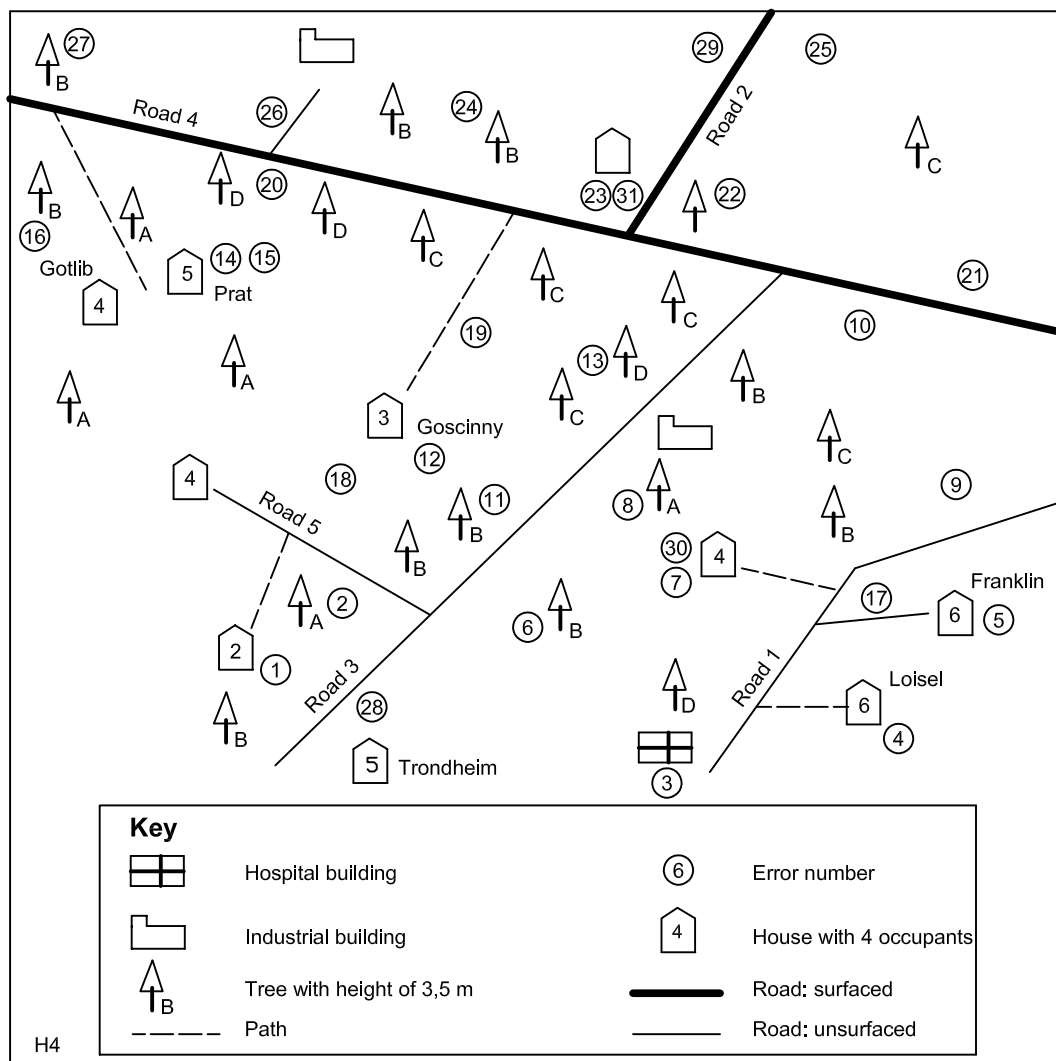 27
B
29
25
Road 4
26
B
24
B
Road 2
C
20
D
B
A
D
23
31
22
16
C
Gotlib
4
5
14
15
Prat
C
C
21
10
19
13
D
A
A
C
B
3
Goscinny
12
C
4
18
11
B
8
A
9
B
Road 5
B
30
7
4
17
Franklin
6
5
A
2
6
B
2
1
Road 3
Road 1
Loisel
6
4
D
B
28
5
Trondheim
3
Key
Hospital building
6
Error number
Industrial building
4
House with 4 occupants
B
Tree with height of 3,5 m
Road: surfaced
Path
Road: unsurfaced
H4